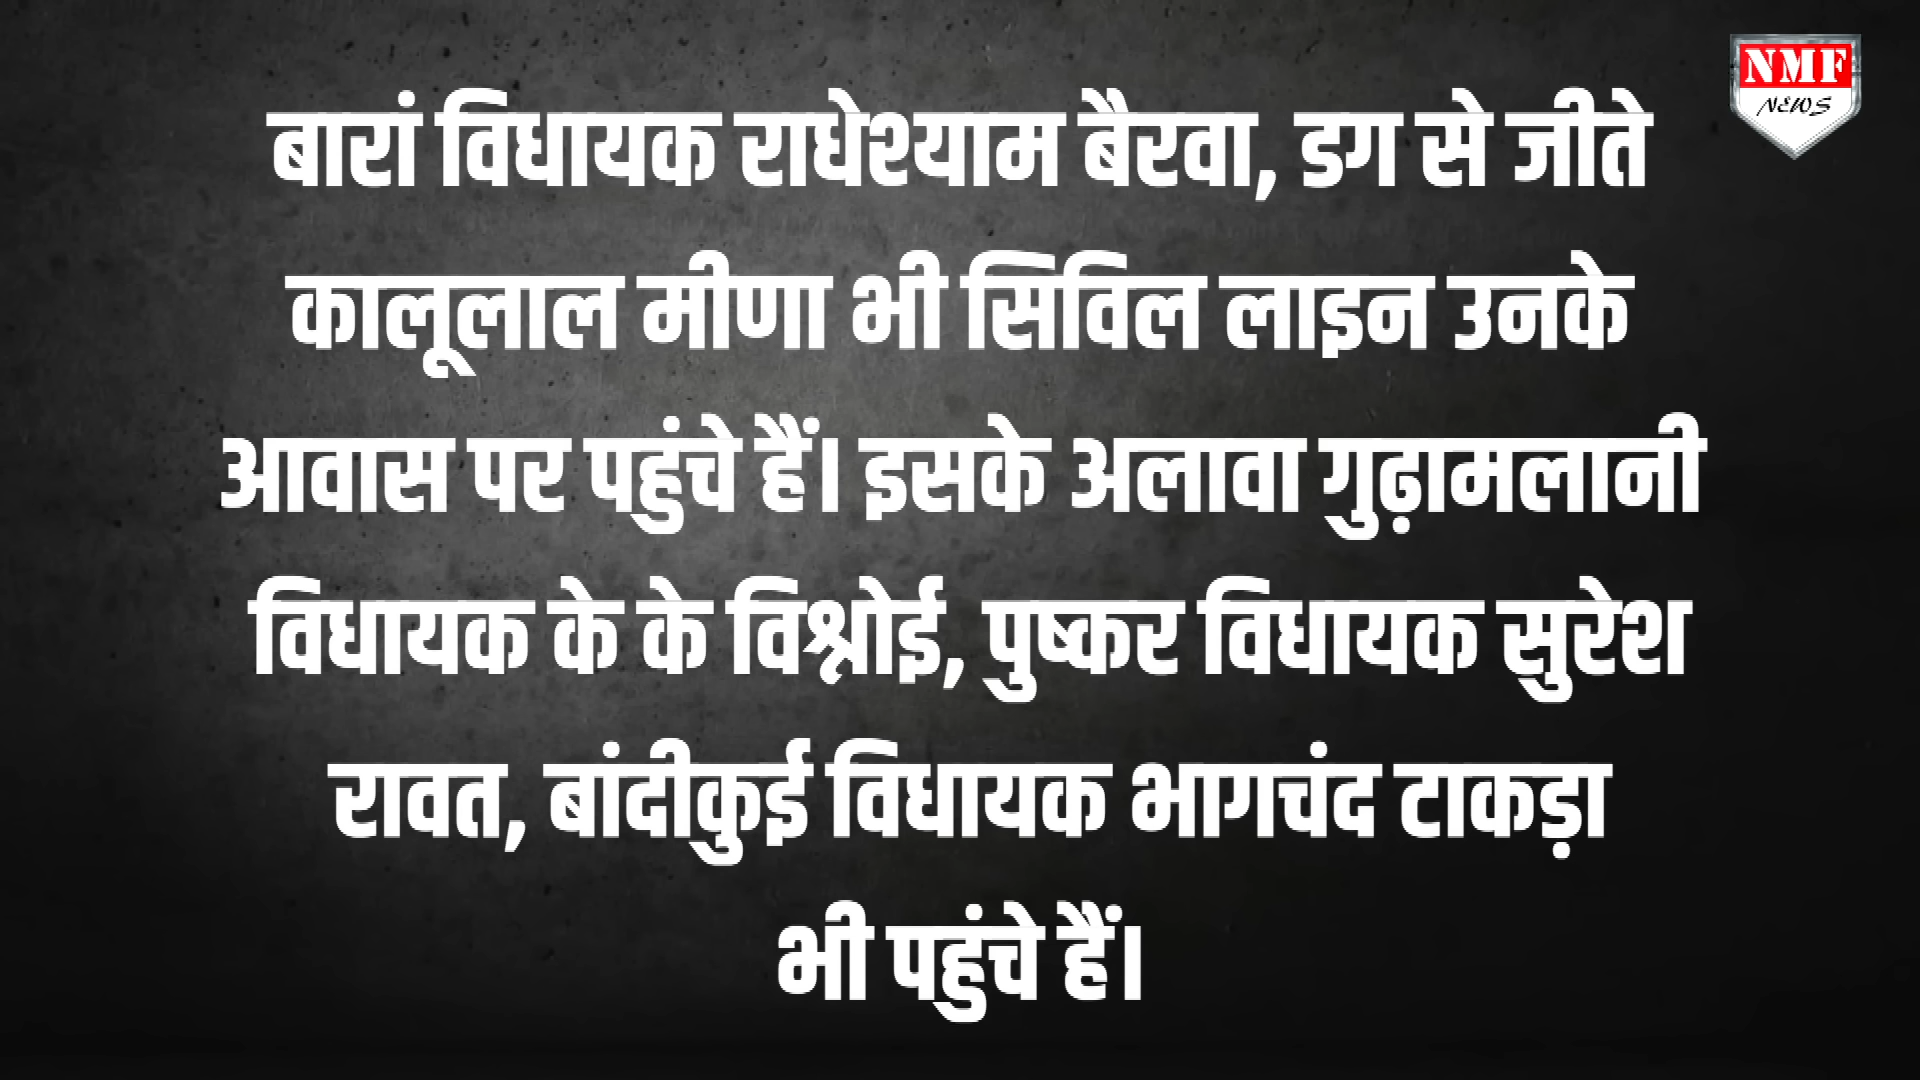 NMF
NEWS
बारां विधायक राधेश्याम बैरवा, डग से जीते
कालूलाल मीणा भी सिविल लाइन उनके
आवास पर पहुंचे हैं। इसके अलावा गुढ़ामलानी
विधायक के के विश्नोई, पुष्कर विधायक सुरेश
रावत, बांदीकुई विधायक भागचंद टाकड़ा
भी पहुंचे हैं।